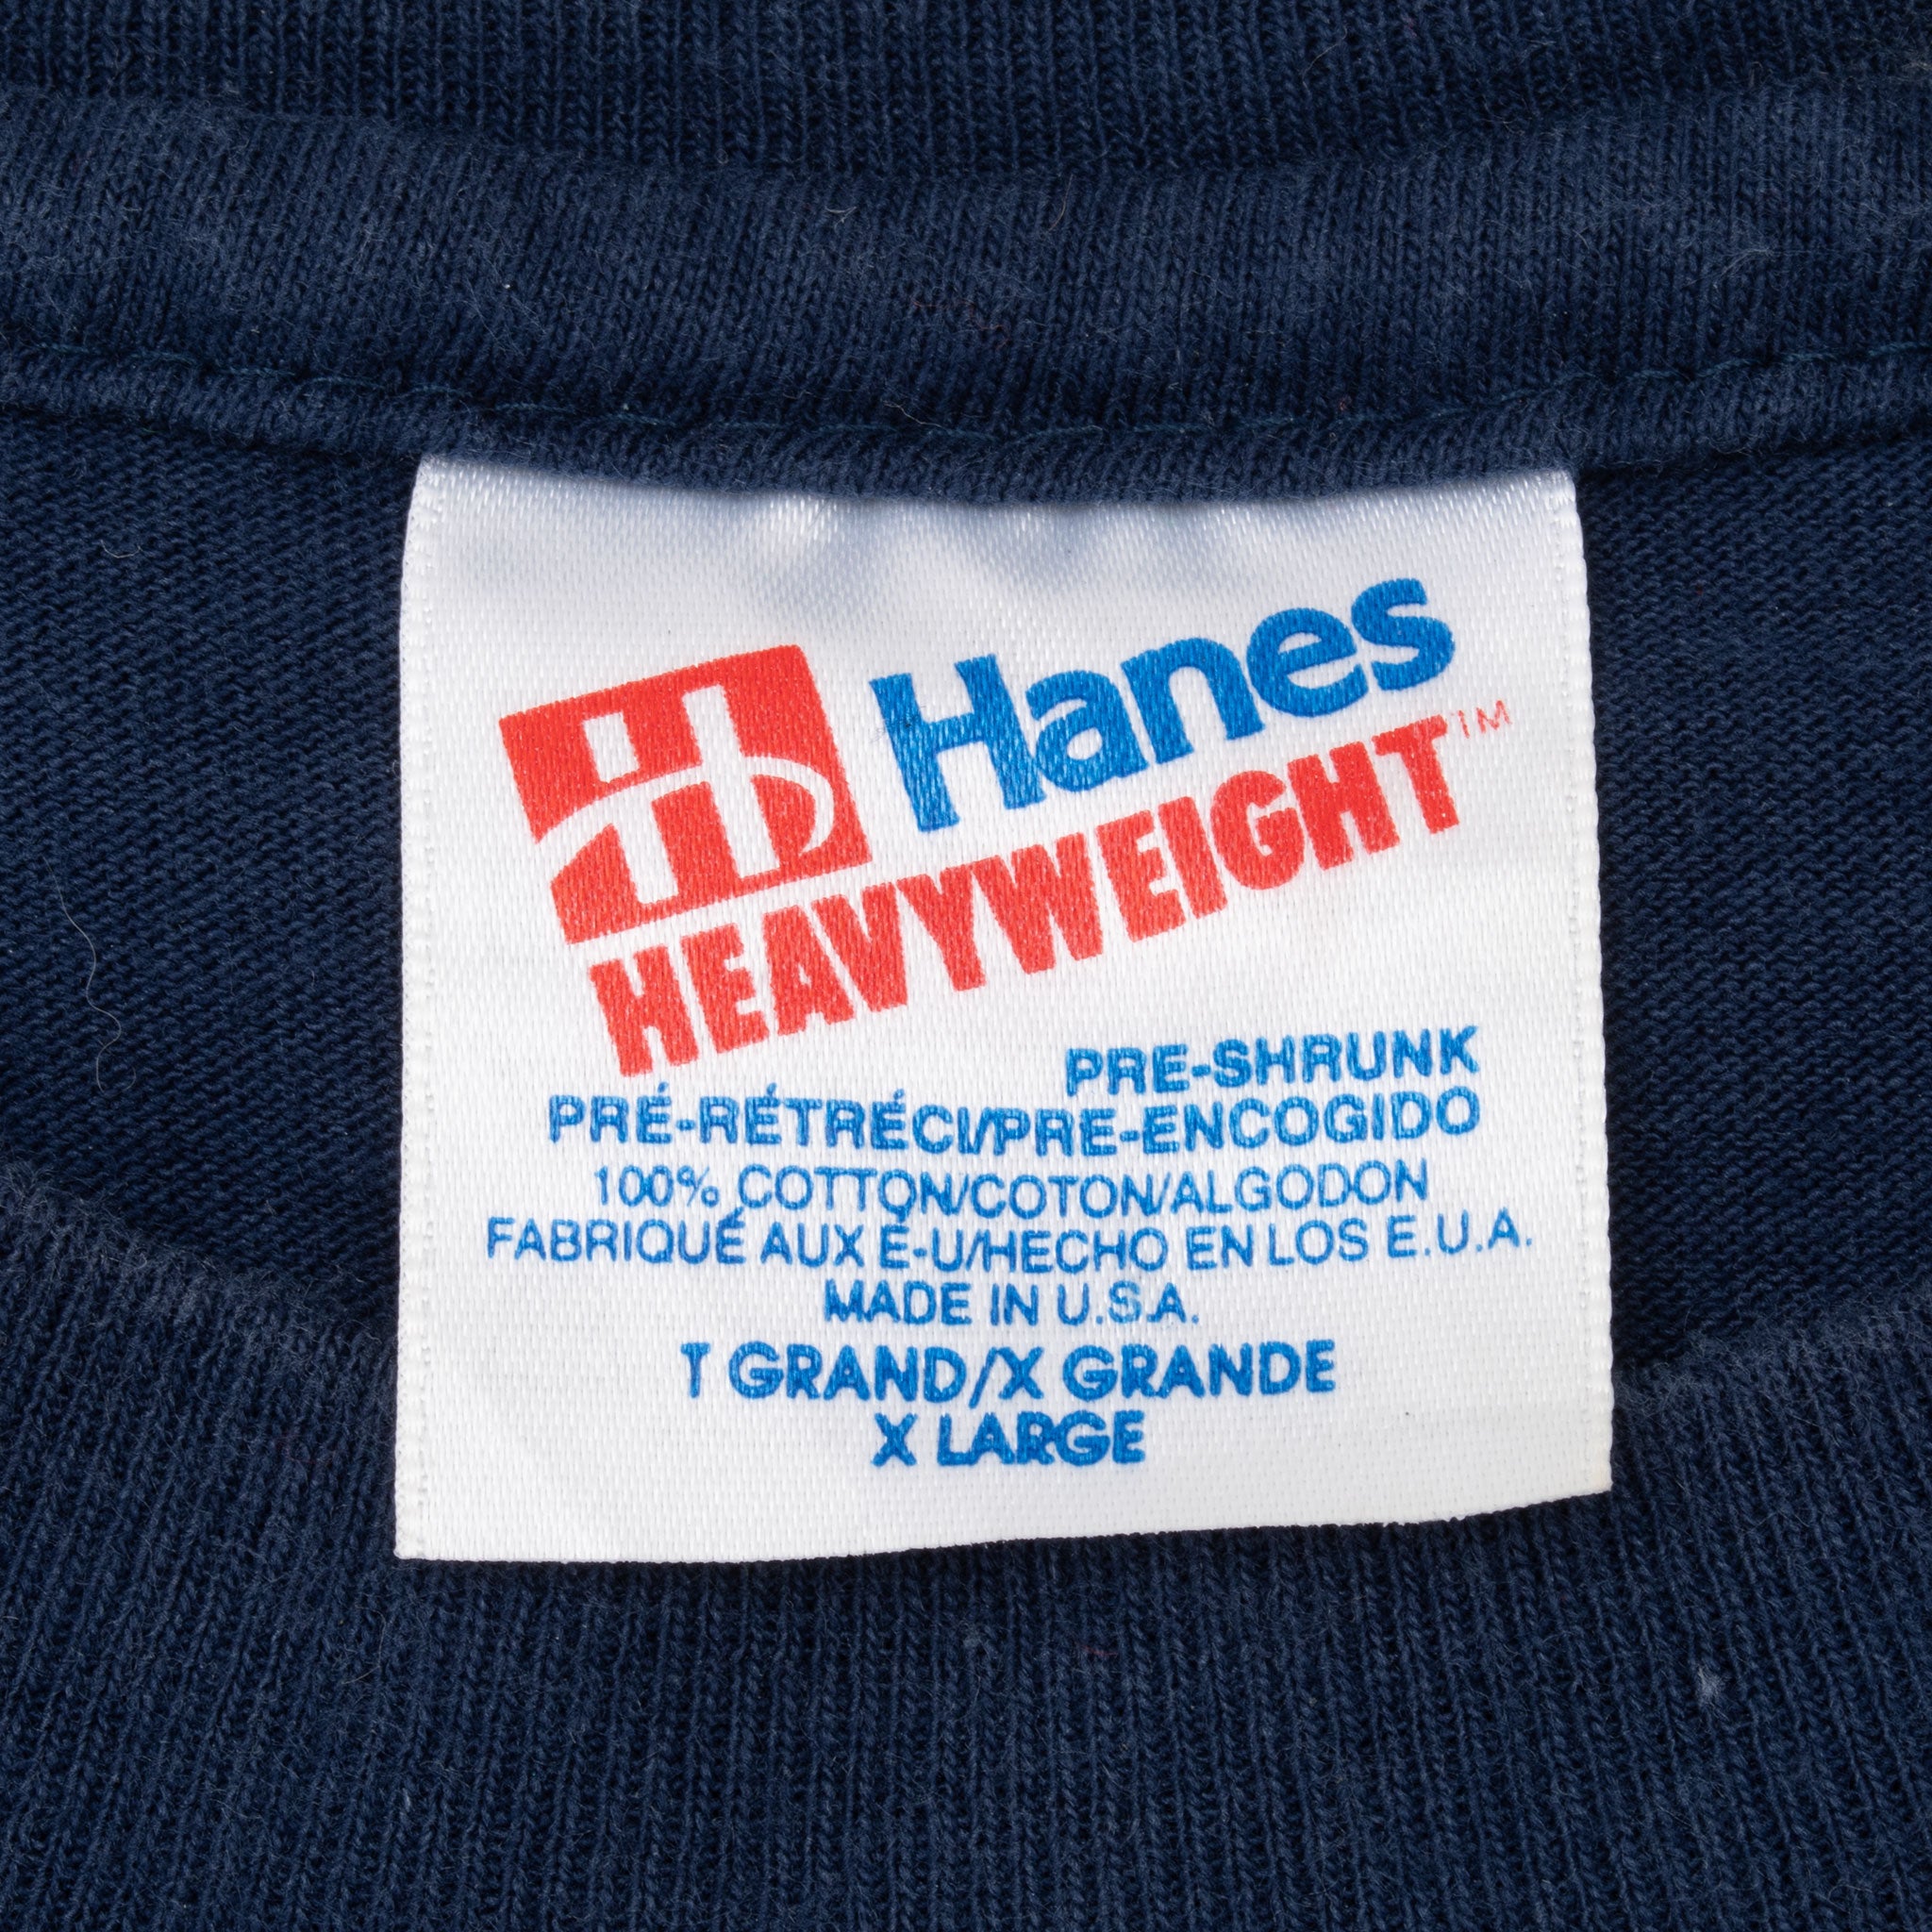 Hanes
HEAVYWEIGHT™
PRE-SHRUNK
PRÉ-RÉTRÉCI/PRE-ENCOGIDO
100% COTTON/COTON/ALGODON
FABRIQUÉ AUX É-U/HECHO EN LOS E.U.A.
MADE IN U.S.A.
T GRAND/X GRANDE
X LARGE